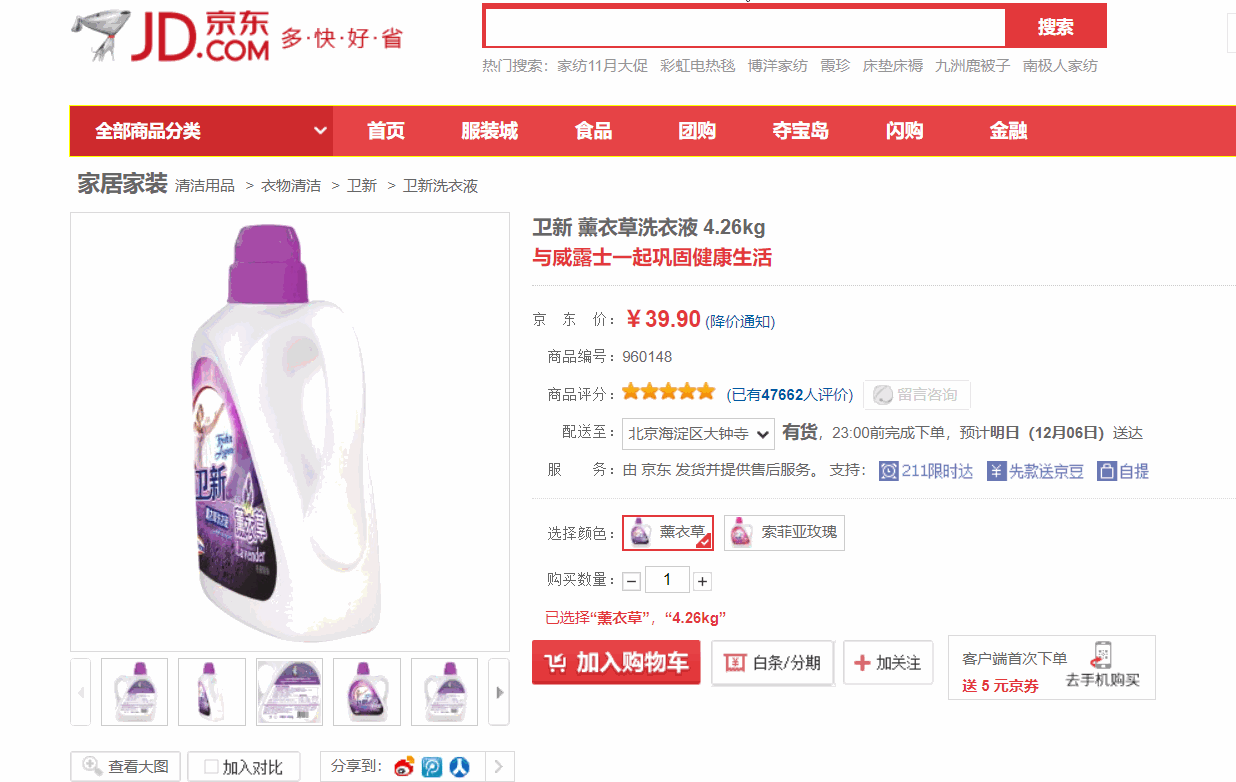 JD.COM 京东 多·快·好·省
搜索
热门搜索： 家纺11月大促 彩虹电热毯 博洋家纺 霞珍 床垫床褥 九洲鹿被子 南极人家纺
全部商品分类 首页 服装城 食品 团购 夺宝岛 闪购 金融
家居家装 清洁用品 > 衣物清洁 > 卫新 > 卫新洗衣液
卫新 薰衣草洗衣液 4.26kg
与威露士一起巩固健康生活
京 东 价： ￥39.90 (降价通知)
商品编号： 960148
商品评分： (已有47662人评价) 留言咨询
配送至： 北京海淀区大钟寺 有货，23:00前完成下单，预计明日（12月06日）送达
服 务： 由 京东 发货并提供售后服务。 支持： 211限时达 ¥ 先款送京豆 自提
卫新
薰衣草
Lavender
选择颜色： 薰衣草 索菲亚玫瑰
购买数量： − 1 +
已选择“薰衣草”，“4.26kg”
加入购物车 ¥ 白条/分期 加关注
客户端首次下单
送 5 元京券 去手机购买
查看大图 加入对比 分享到：